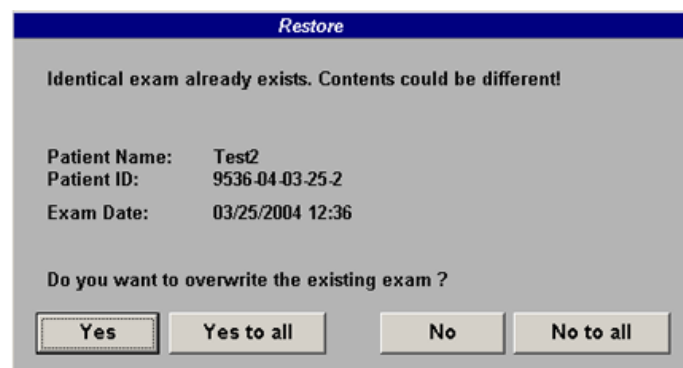 Restore
Identical exam already exists. Contents could be different!
Patient Name: Test2
Patient ID: 9536-04-03-25-2
Exam Date: 03/25/2004 12:36
Do you want to overwrite the existing exam ?
Yes Yes to all No No to all